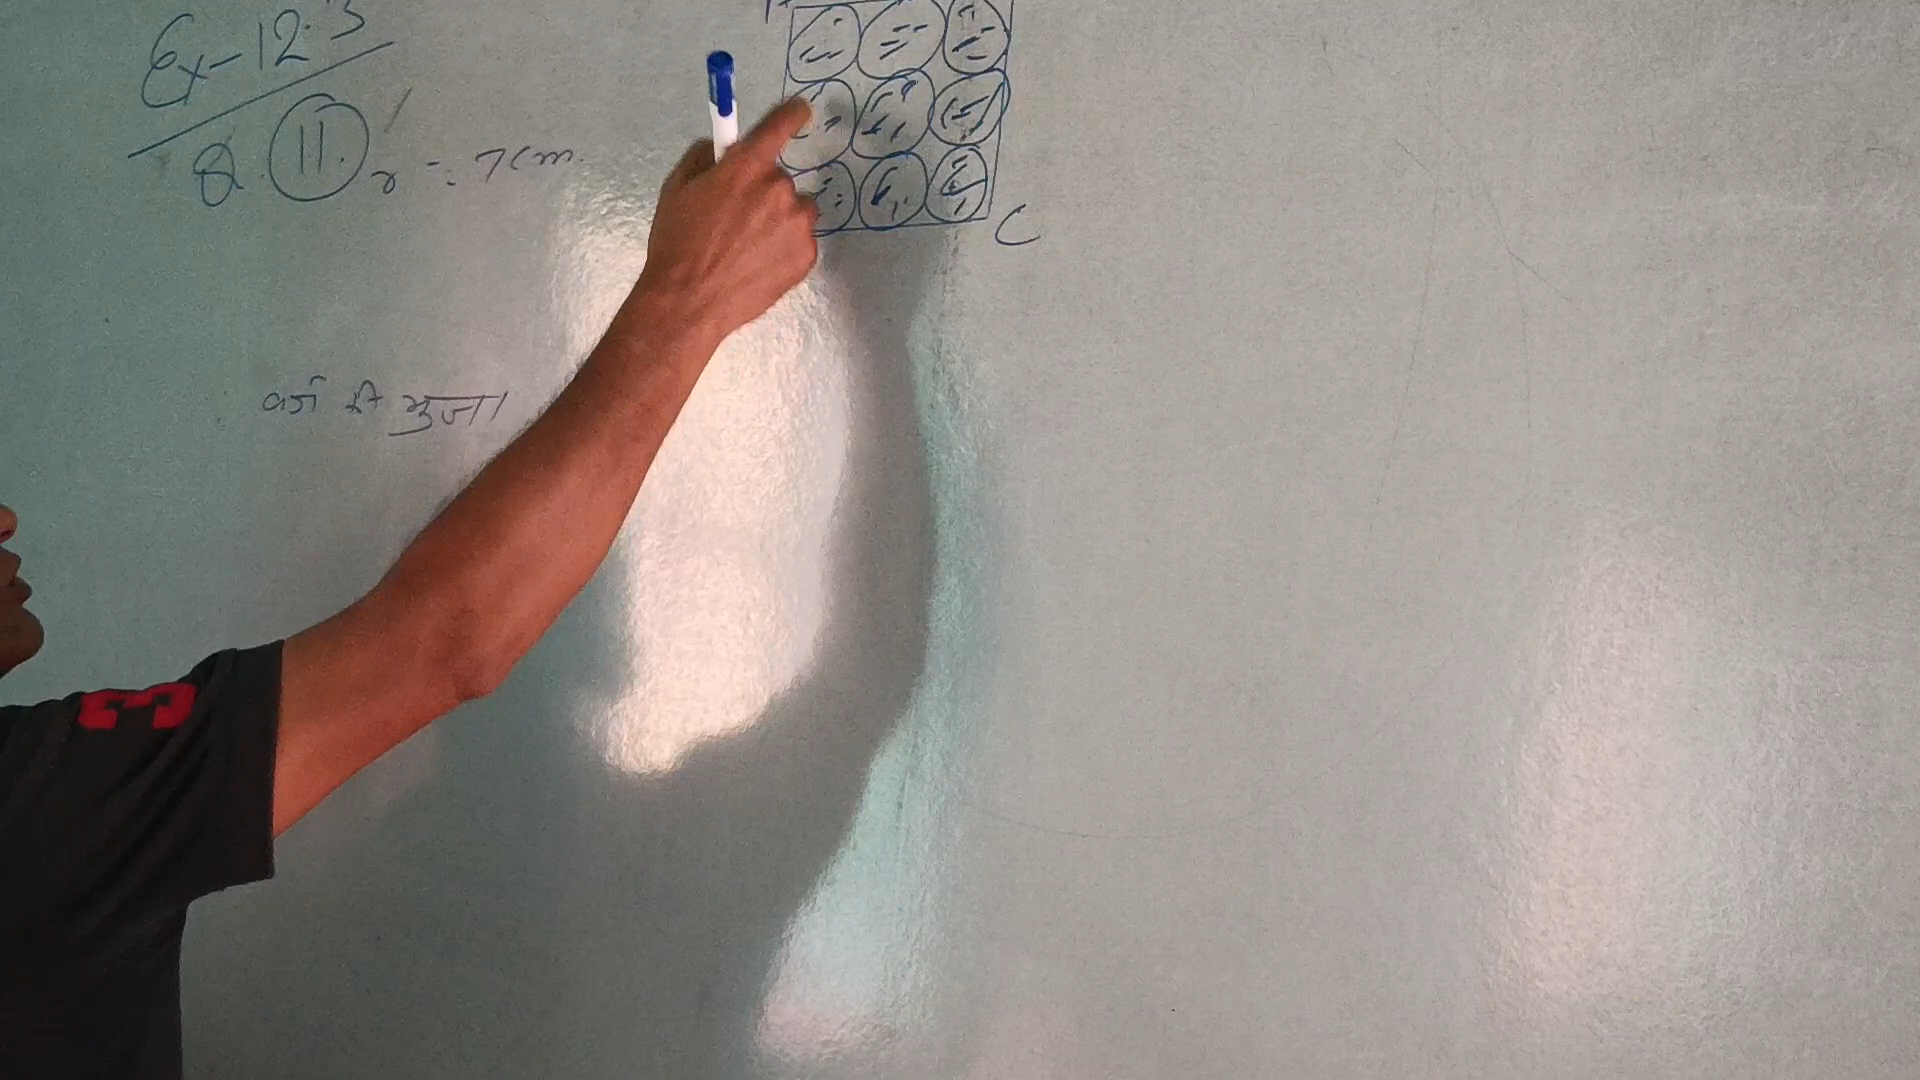 Ex-12.3
Q. 11. r = 7cm.
C
वर्ग की भुजा